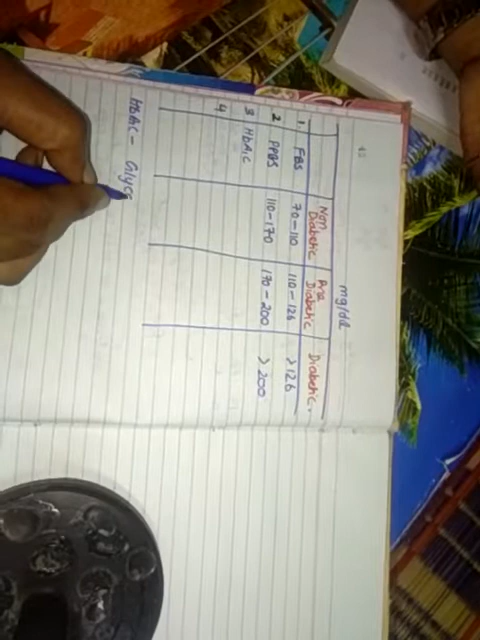 mg/dl
Non Diabetic Pre Diabetic Diabetic.
1. FBS 70-110 110-126 >126
2 PPBS 110-170 170-200 >200
3 HbA1c
4
HbA1c - Glyco